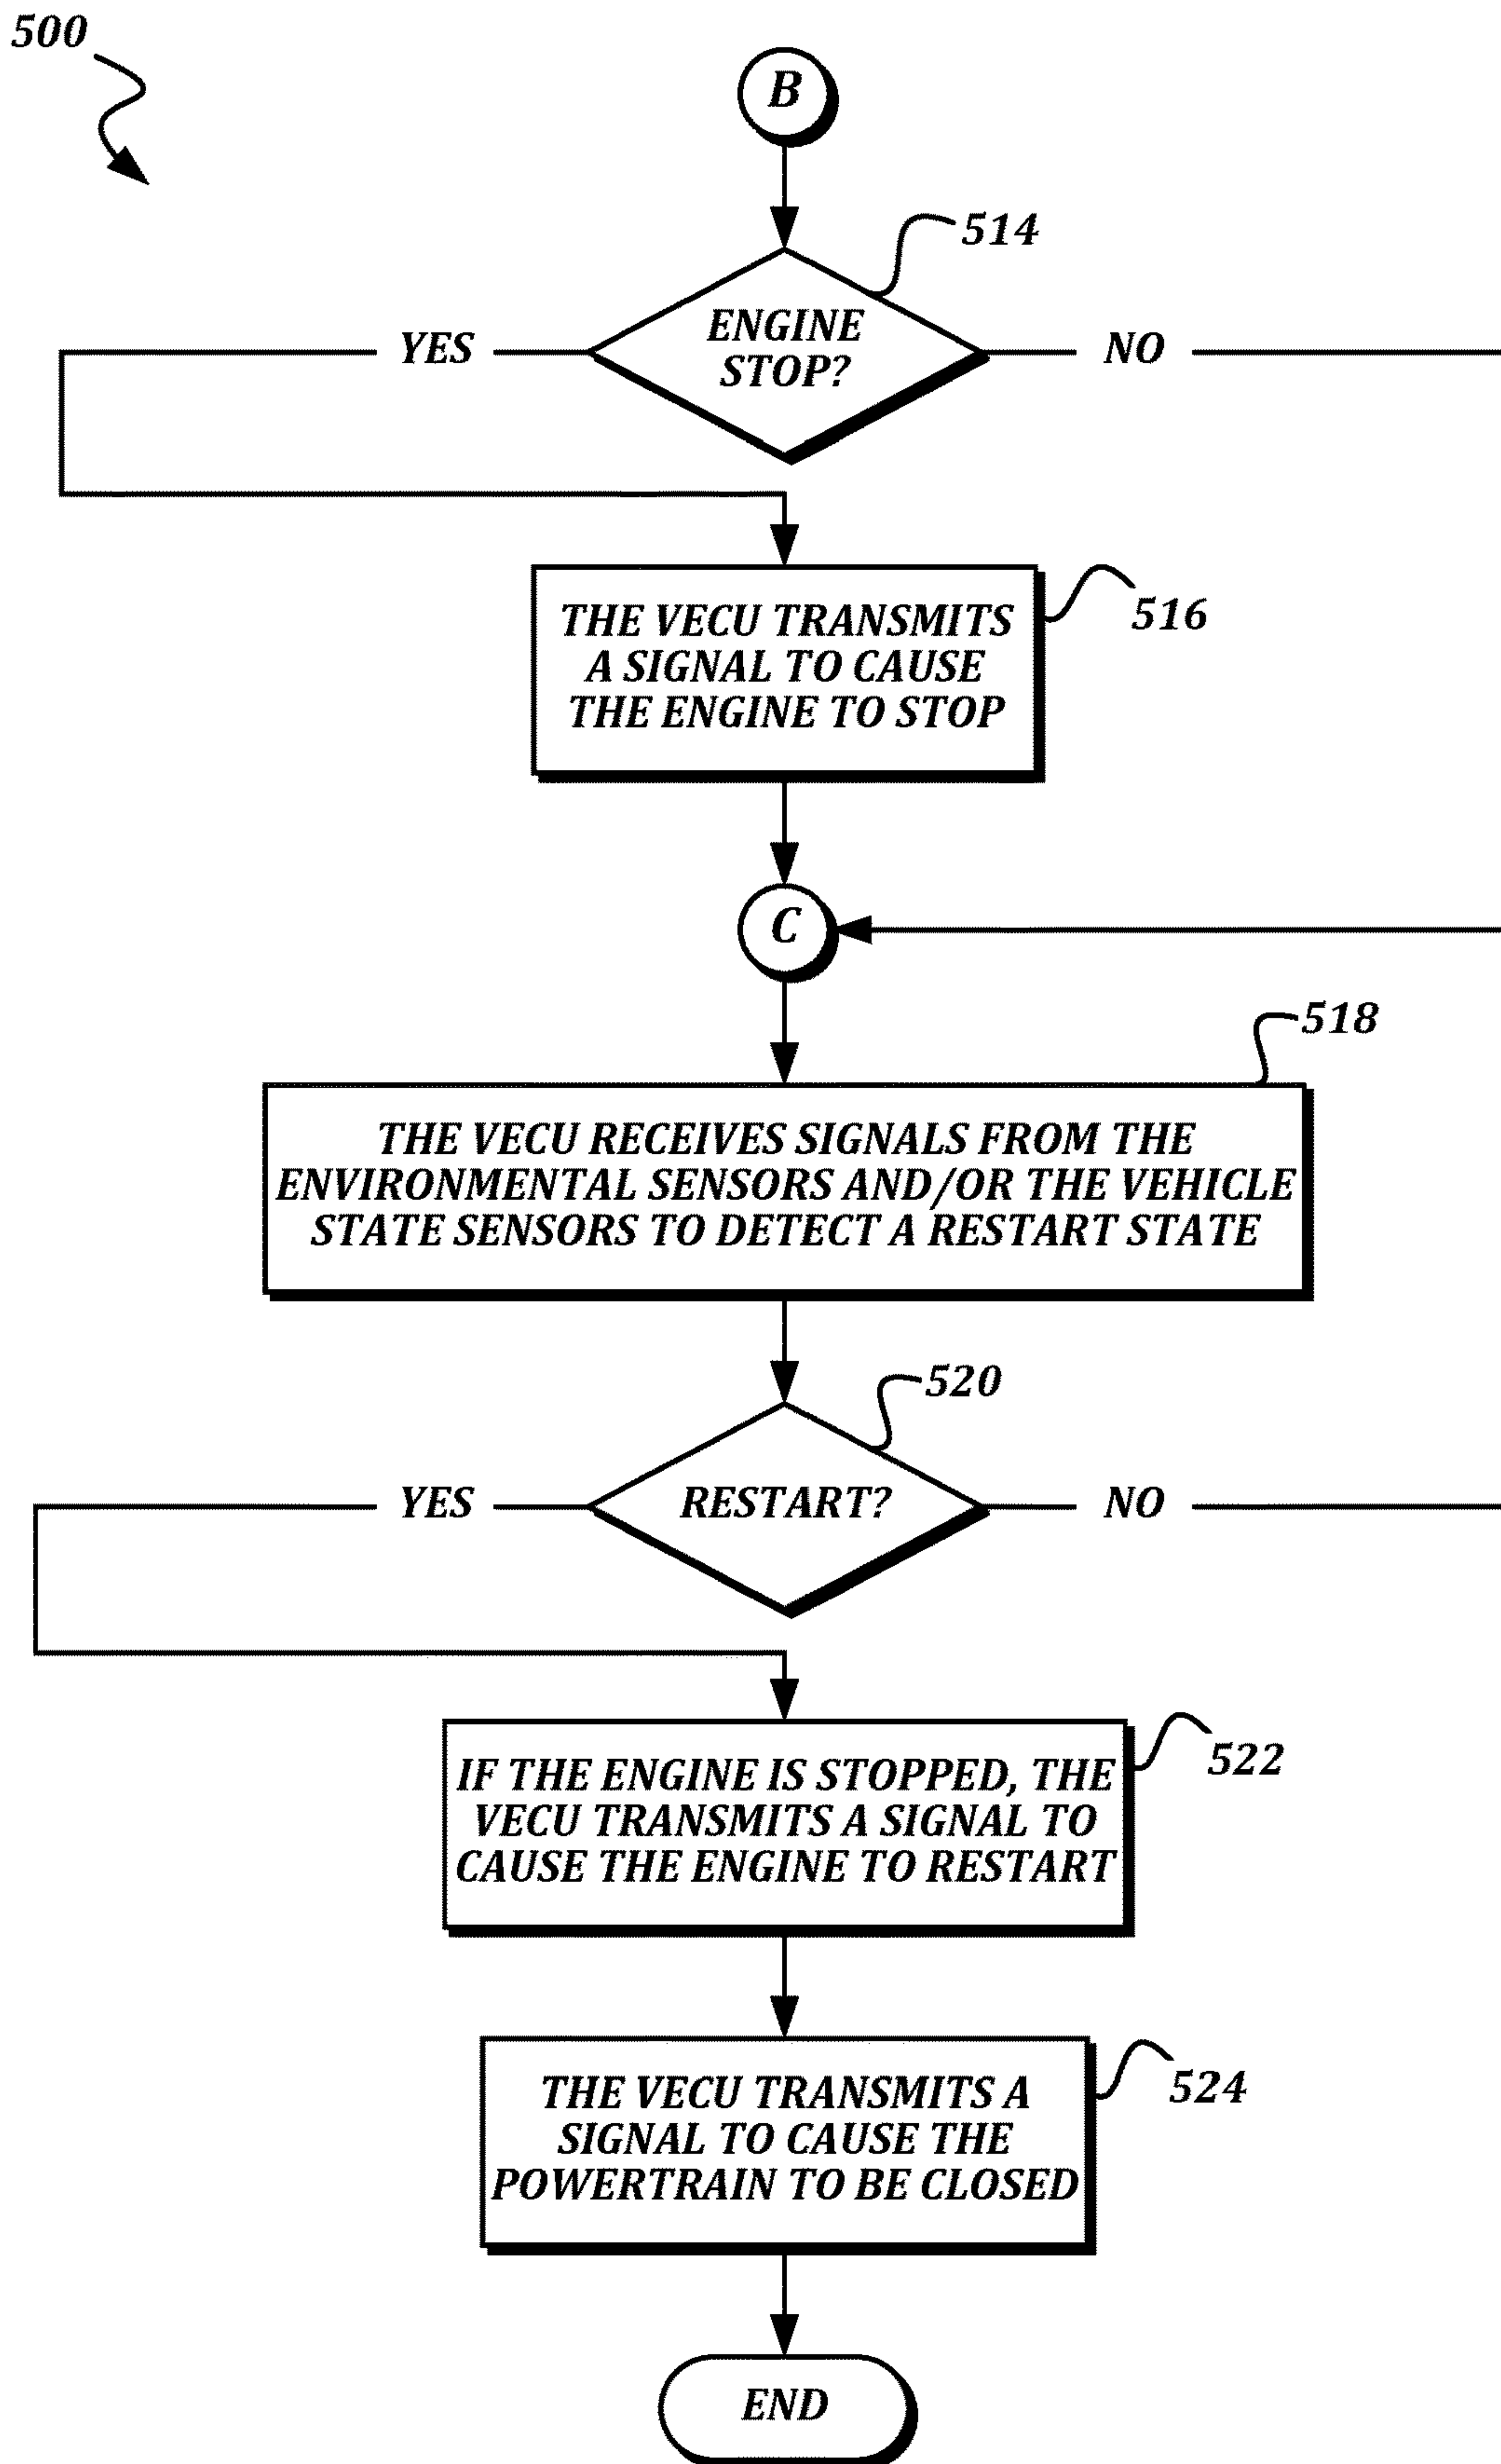 500
B
514
ENGINE
STOP?
YES
NO
THE VECU TRANSMITS
A SIGNAL TO CAUSE
THE ENGINE TO STOP
516
C
518
THE VECU RECEIVES SIGNALS FROM THE
ENVIRONMENTAL SENSORS AND/OR THE VEHICLE
STATE SENSORS TO DETECT A RESTART STATE
520
YES
RESTART?
NO
IF THE ENGINE IS STOPPED, THE
VECU TRANSMITS A SIGNAL TO
CAUSE THE ENGINE TO RESTART
522
THE VECU TRANSMITS A
SIGNAL TO CAUSE THE
POWERTRAIN TO BE CLOSED
524
END